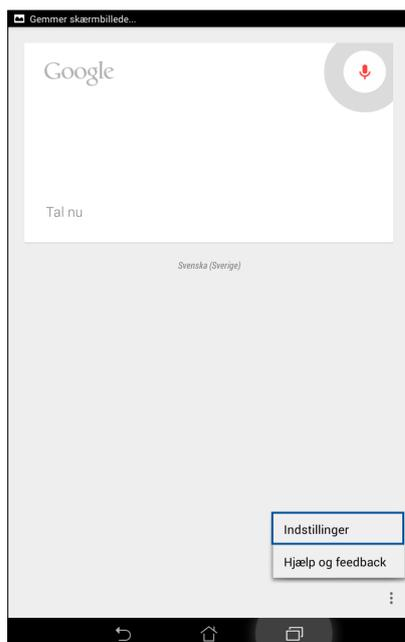 Gemmer skærmbillede...
Google
Tal nu
Svenska (Sverige)
Indstillinger
Hjælp og feedback